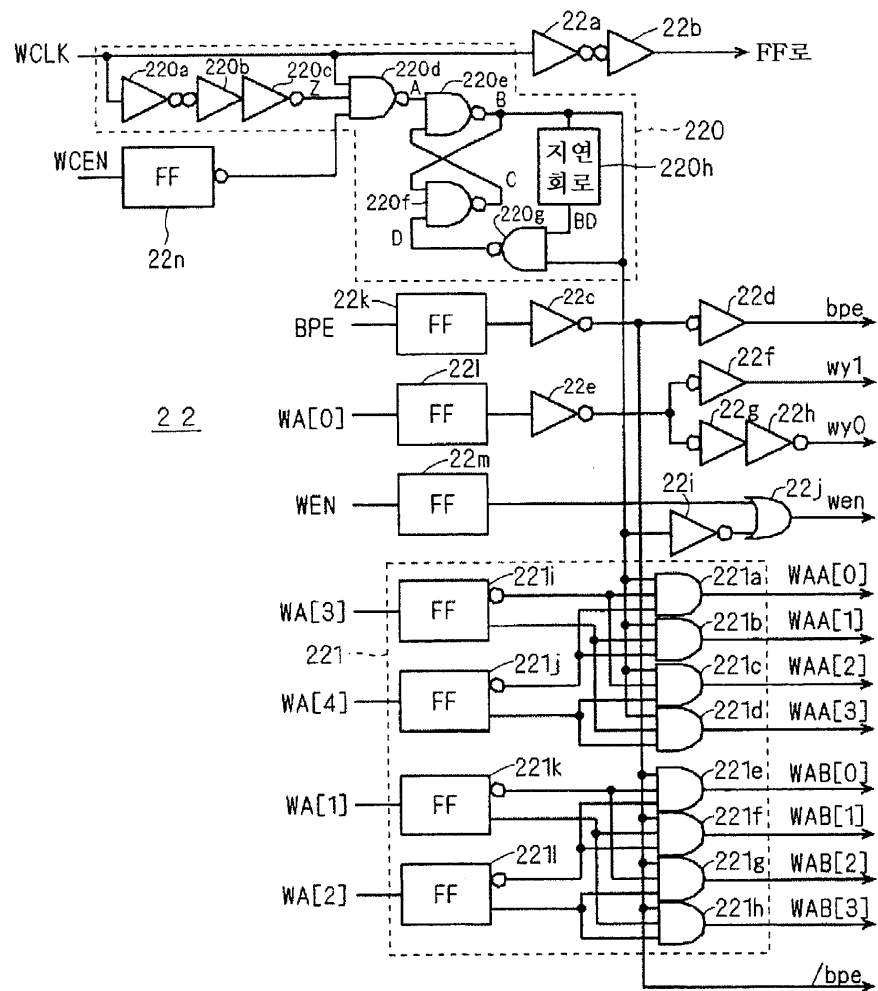 22a
22b
WCLK
FF로
220a
220b
220c
Z
220d
A
220e
B
220
WCEN
FF
22n
지연
회로
220h
C
220f
220g
BD
D
22k
BPE
FF
22c
22d
bpe
22l
WA[0]
FF
22e
22f
wy1
22g
22h
wy0
22
22m
WEN
FF
22i
22j
wen
221
WA[3]
FF
221i
221a
WAA[0]
221b
WAA[1]
WA[4]
FF
221j
221c
WAA[2]
221d
WAA[3]
WA[1]
FF
221k
221e
WAB[0]
221f
WAB[1]
WA[2]
FF
221l
221g
WAB[2]
221h
WAB[3]
/bpe